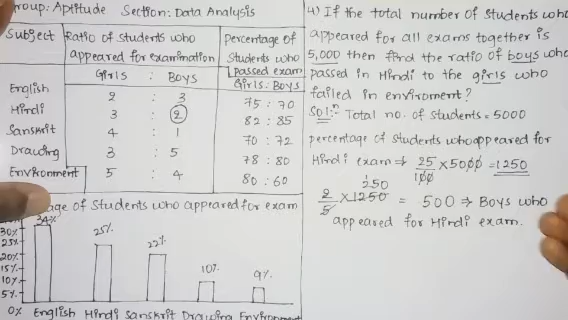 roup: Aptitude Section: Data Analysis
Subject Ratio of Students who appeared for examination Percentage of Students who passed exam
Girls : Boys Girls : Boys
English 2 : 3 75 : 70
Hindi 3 : 2 82 : 85
Sanskrit 4 : 1 70 : 72
Drawing 3 : 5 78 : 80
Environment 5 : 4 80 : 60
age of Students who appeared for exam
30%
25%
20%
15%
10%
5%
0%
34%
25%
22%
10%
9%
English Hindi Sanskrit Drawing Environment
4) If the total number of Students who
appeared for all exams together is
5,000 then find the ratio of boys who
passed in Hindi to the girls who
failed in enviroment?
Sol:n Total no. of Students = 5000
percentage of Students who appeared for
Hindi exam ⇒ 25/100 × 5000 = 1250
250
2/5 × 1250 = 500 ⇒ Boys who
appeared for Hindi exam.